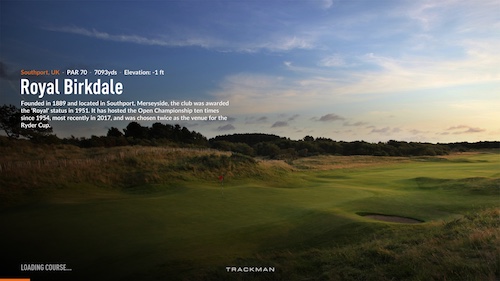 Southport, UK · PAR 70 · 7093yds · Elevation: -1 ft
Royal Birkdale
Founded in 1889 and located in Southport, Merseyside, the club was awarded
the 'Royal' status in 1951. It has hosted the Open Championship ten times
since 1954, most recently in 2017, and was chosen twice as the venue for the
Ryder Cup.
LOADING COURSE...
TRACKMAN